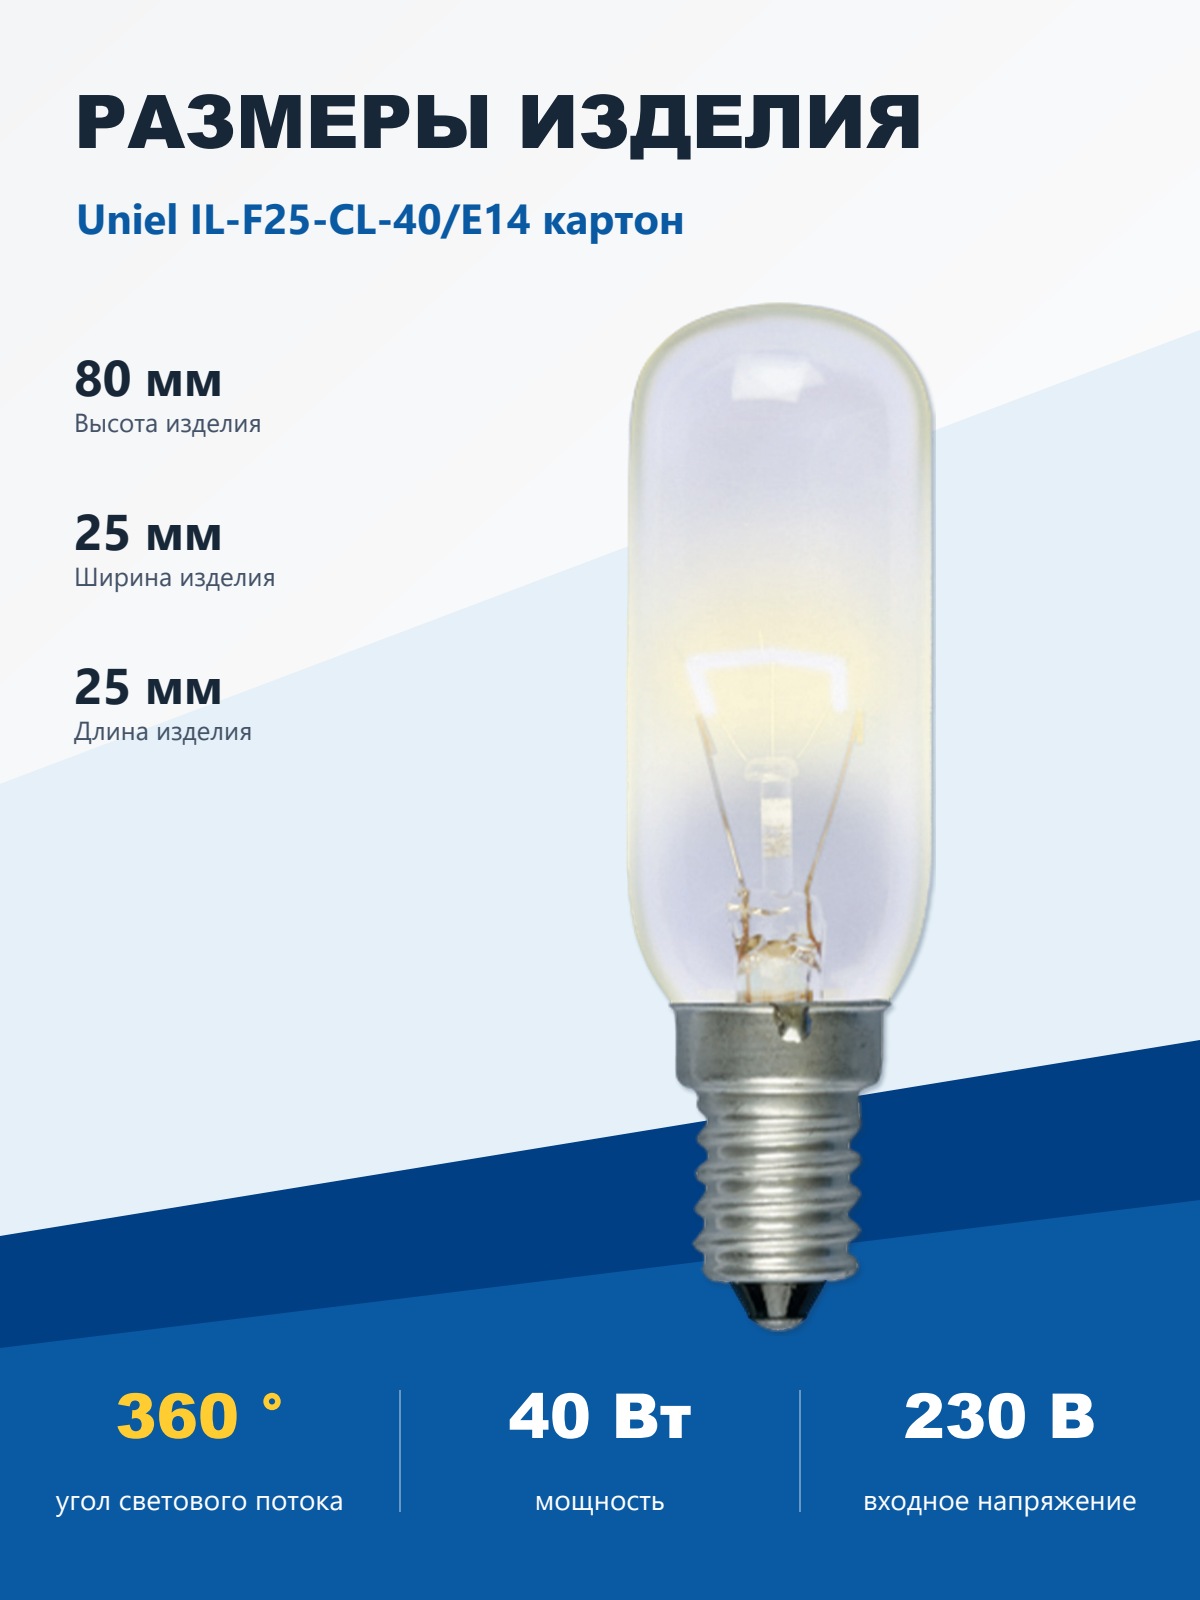 РАЗМЕРЫ ИЗДЕЛИЯ
Uniel IL-F25-CL-40/E14 картон
80 мм
Высота изделия
25 мм
Ширина изделия
25 мм
Длина изделия
360 °
угол светового потока
40 Вт
мощность
230 В
входное напряжение